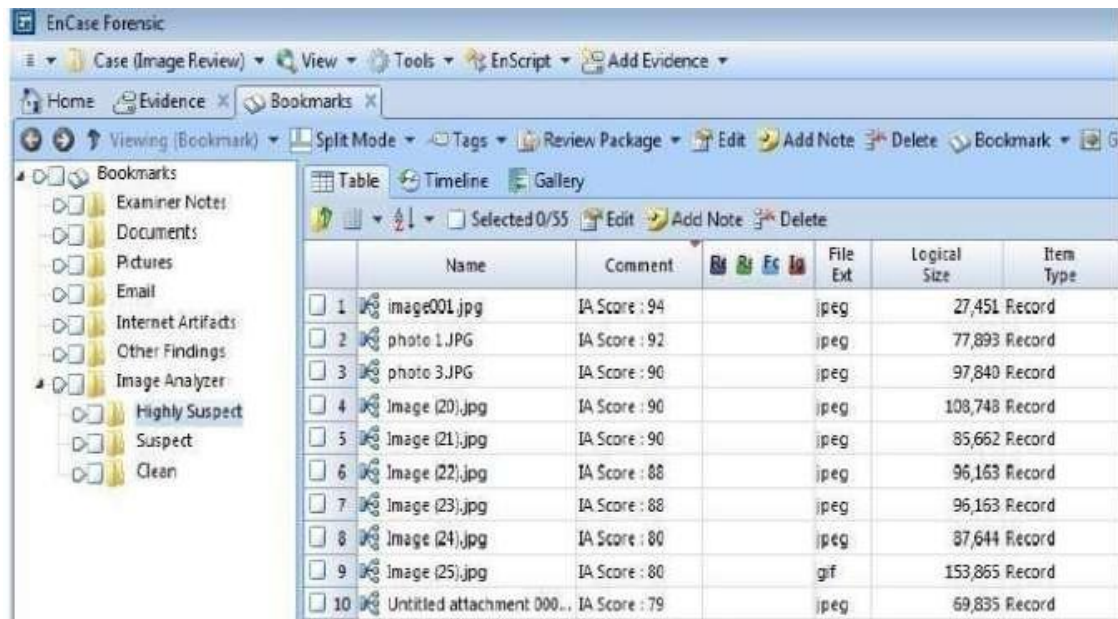 EnCase Forensic
Case (Image Review) View Tools EnScript Add Evidence
Home Evidence Bookmarks
Viewing (Bookmark) Split Mode Tags Review Package Edit Add Note Delete Bookmark G
Bookmarks
Examiner Notes
Documents
Pictures
Email
Internet Artifacts
Other Findings
Image Analyzer
Highly Suspect
Suspect
Clean
Table Timeline Gallery
Selected 0/55 Edit Add Note Delete
Name Comment Fc File Ext Logical Size Item Type
1 image001.jpg IA Score : 94 jpeg 27,451 Record
2 photo 1.JPG IA Score : 92 jpeg 77,893 Record
3 photo 3.JPG IA Score : 90 jpeg 97,840 Record
4 Image (20).jpg IA Score : 90 jpeg 108,748 Record
5 Image (21).jpg IA Score : 90 jpeg 85,662 Record
6 Image (22).jpg IA Score : 88 jpeg 96,163 Record
7 Image (23).jpg IA Score : 88 jpeg 96,163 Record
8 Image (24).jpg IA Score : 80 jpeg 87,644 Record
9 Image (25).jpg IA Score : 80 gif 153,865 Record
10 Untitled attachment 000... IA Score : 79 jpeg 69,835 Record